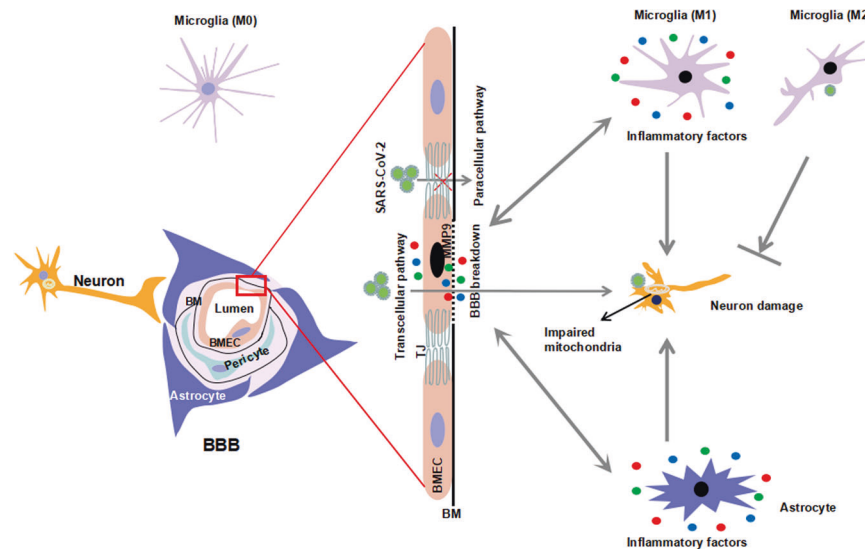 Microglia (M0)
Microglia (M1)
Microglia (M2
Inflammatory factors
SARS-CoV-2
Paracellular pathway
MMP9
BBB breakdown
Transcellular pathway
TJ
BMEC
BM
Neuron
BM
Lumen
BMEC
Pericyte
Astrocyte
BBB
Neuron damage
Impaired
mitochondria
Astrocyte
Inflammatory factors